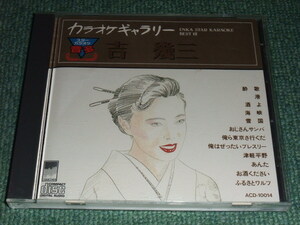 カラオケギャラリー
ENKA STAR KARAOKE
BEST 10
吉 幾三
酔歌
港
酒よ
海峡
雪國
おじさんサンバ
俺ら東京さ行ぐだ
俺はぜったいプレスリー
津軽平野
あんた
お酒ください
ふるさとワルツ
disc
ACD-10014